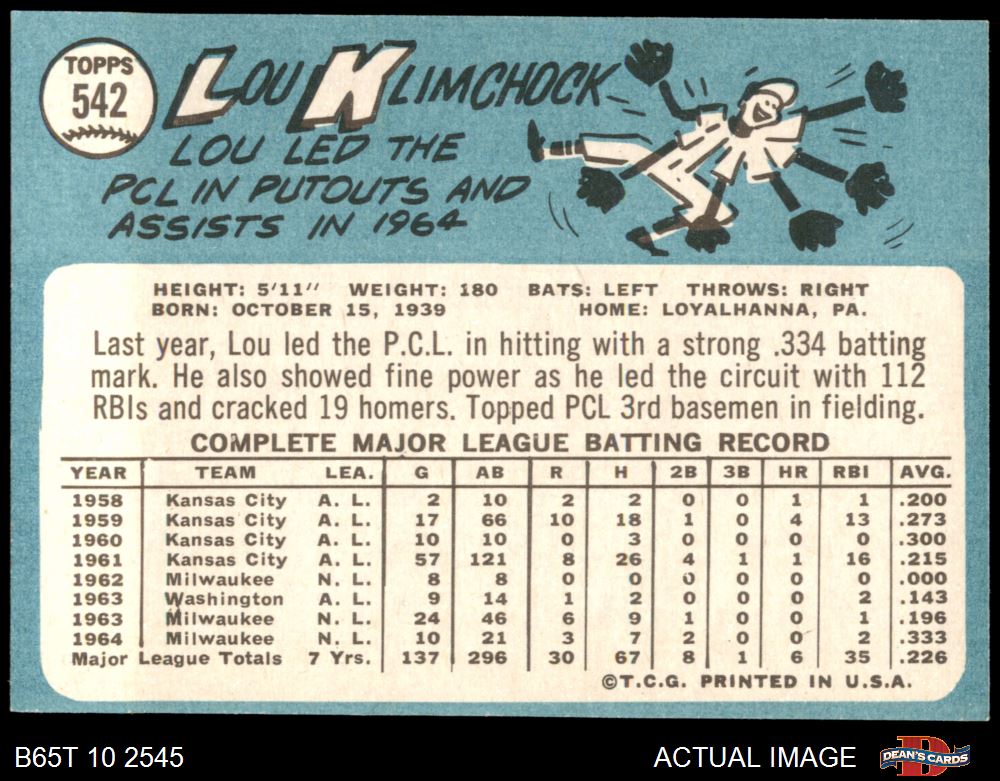 TOPPS
542
LOU KLIMCHOCK
LOU LED THE
PCL IN PUTOUTS AND
ASSISTS IN 1964
HEIGHT: 5'11" WEIGHT: 180 BATS: LEFT THROWS: RIGHT
BORN: OCTOBER 15, 1939 HOME: LOYALHANNA, PA.
Last year, Lou led the P.C.L. in hitting with a strong .334 batting
mark. He also showed fine power as he led the circuit with 112
RBIs and cracked 19 homers. Topped PCL 3rd basemen in fielding.
COMPLETE MAJOR LEAGUE BATTING RECORD
YEAR TEAM LEA. G AB R H 2B 3B HR RBI AVG.
1958 Kansas City A. L. 2 10 2 2 0 0 1 1 .200
1959 Kansas City A. L. 17 66 10 18 1 0 4 13 .273
1960 Kansas City A. L. 10 10 0 3 0 0 0 0 .300
1961 Kansas City A. L. 57 121 8 26 4 1 1 16 .215
1962 Milwaukee N. L. 8 8 0 0 0 0 0 0 .000
1963 Washington A. L. 9 14 1 2 0 0 0 2 .143
1963 Milwaukee N. L. 24 46 6 9 1 0 0 1 .196
1964 Milwaukee N. L. 10 21 3 7 2 0 0 2 .333
Major League Totals 7 Yrs. 137 296 30 67 8 1 6 35 .226
©T.C.G. PRINTED IN U.S.A.
B65T 10 2545 ACTUAL IMAGE DEAN'S CARDS